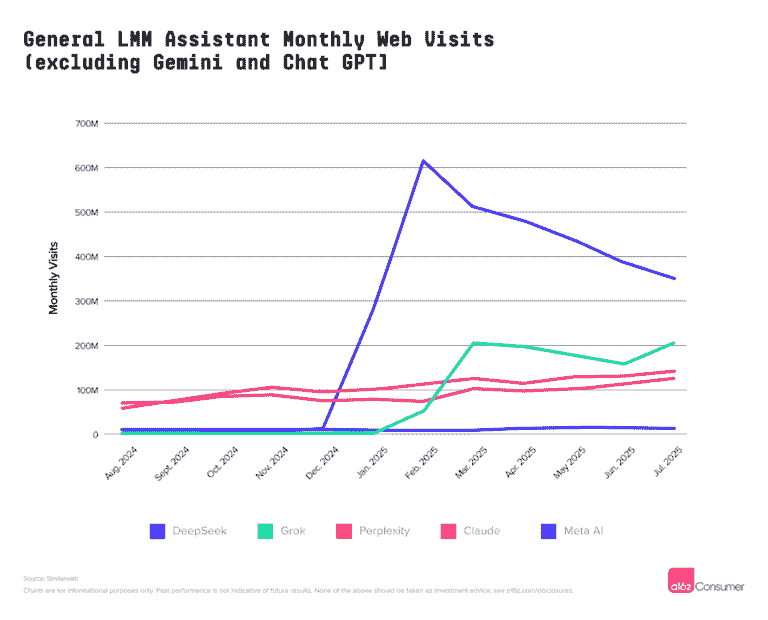 General LMM Assistant Monthly Web Visits
(excluding Gemini and Chat GPT]
700M
600M
500M
400M
300M
200M
100M
0
Monthly Visits
Aug. 2024
Sept. 2024
Oct. 2024
Nov. 2024
Dec. 2024
Jan. 2025
Feb. 2025
Mar. 2025
Apr. 2025
May 2025
Jun. 2025
Jul. 2025
DeepSeek
Grok
Perplexity
Claude
Meta AI
Source: Similarweb
Charts are for informational purposes only. Past performance is not indicative of future results. None of the above should be taken as investment advice; see a16z.com/disclosures.
a16z Consumer